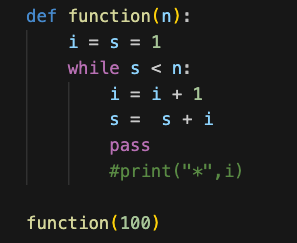 def function(n):
    i = s = 1
    while s < n:
        i = i + 1
        s =  s + i
        pass
        #print("*",i)

function(100)